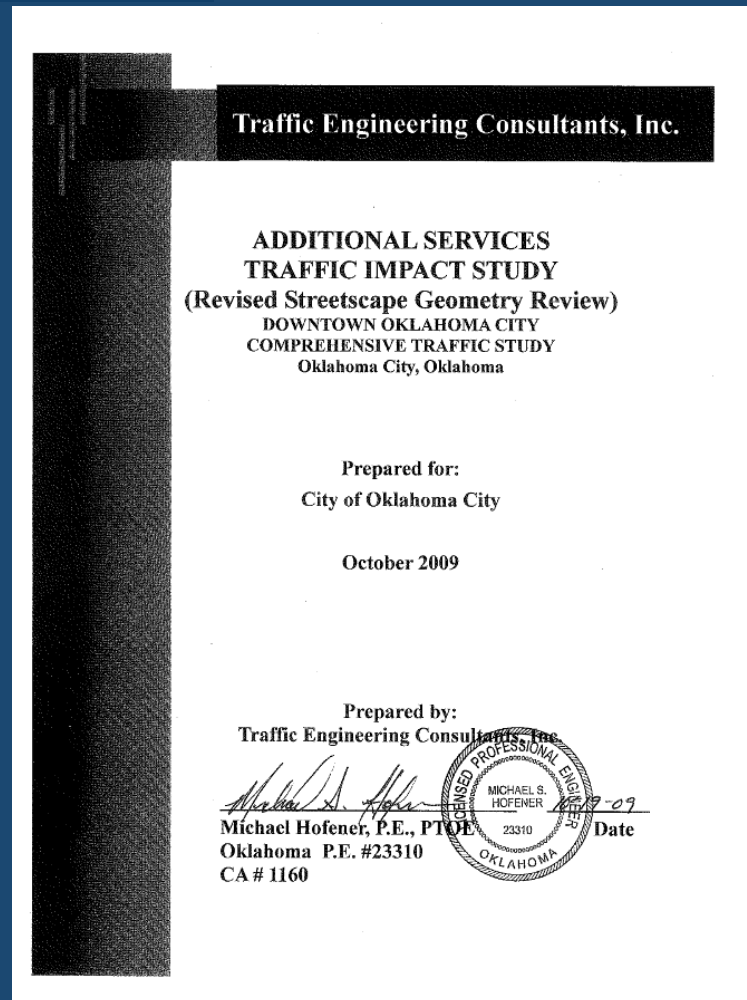 Traffic Engineering Consultants, Inc.
ADDITIONAL SERVICES
TRAFFIC IMPACT STUDY
(Revised Streetscape Geometry Review)
DOWNTOWN OKLAHOMA CITY
COMPREHENSIVE TRAFFIC STUDY
Oklahoma City, Oklahoma
Prepared for:
City of Oklahoma City
October 2009
Prepared by:
Traffic Engineering Consultants, Inc.
LICENSED PROFESSIONAL ENGINEER
MICHAEL S.
HOFENER
23310
OKLAHOMA
Michael Hofener, P.E., PTOE
Date
Oklahoma P.E. #23310
CA # 1160